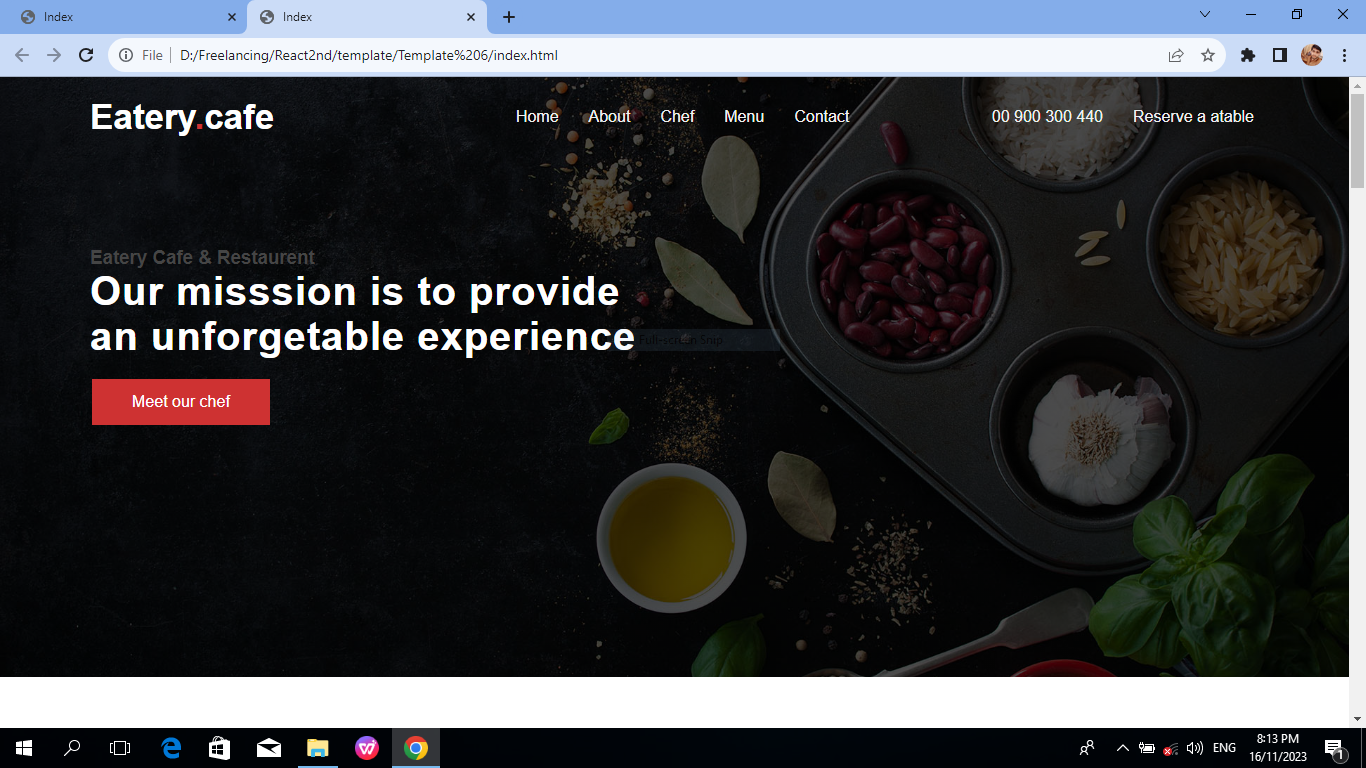 Index
Index
File
D:/Freelancing/React2nd/template/Template%206/index.html
Eatery.cafe
Home
About
Chef
Menu
Contact
00 900 300 440
Reserve a atable
Eatery Cafe & Restaurent
Our misssion is to provide
an unforgetable experience
Full-screen Snip
Meet our chef
ENG
8:13 PM
16/11/2023
1